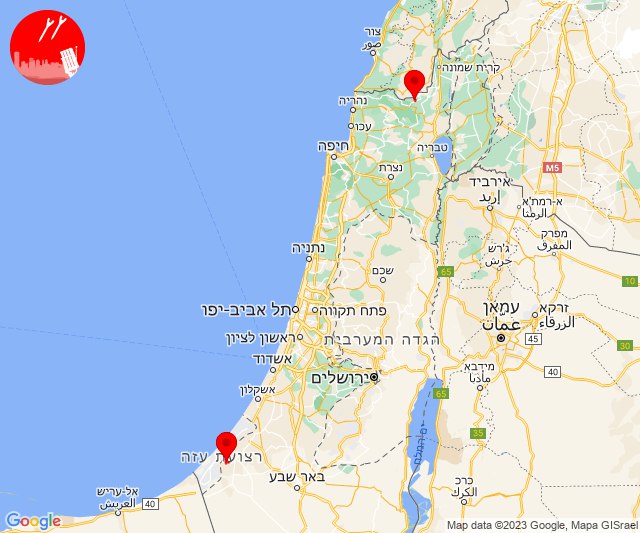 צור
صور
קרית שמונה
נהריה
עכו
חיפה
טבריה
נצרת
M5
אירביד
إربد
א-רמת'א
الرمثا
ג'רש
جرش
מפרק
المفرق
נתניה
שכם
65
10
תל אביב-יפו
פתח תקווה
עמאן
عمّان
זרקא
الزرقاء
ראשון לציון
הגדה המערבית
45
30
אשדוד
ירושלים
מידבא
مادبا
40
אשקלון
65
ים המלח
35
רצועת עזה
באר שבע
כרכ
الكرك
אל-עריש
العريش
40
Google
Map data ©2023 Google, Mapa GISrael